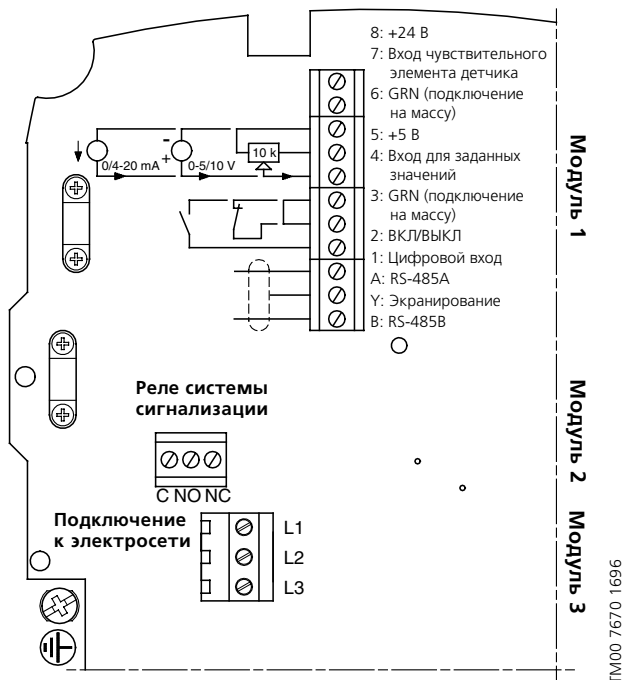 8: +24 В
7: Вход чувствительного
элемента детчика
6: GRN (подключение
на массу)
5: +5 В
4: Вход для заданных
значений
3: GRN (подключение
на массу)
2: ВКЛ/ВЫКЛ
1: Цифровой вход
A: RS-485A
Y: Экранирование
B: RS-485B
0/4-20 mA
- +
0-5/10 V
10 k
Модуль 1
Реле системы
сигнализации
C NO NC
Модуль 2
Подключение
к электросети
L1
L2
L3
Модуль 3
TM00 7670 1696